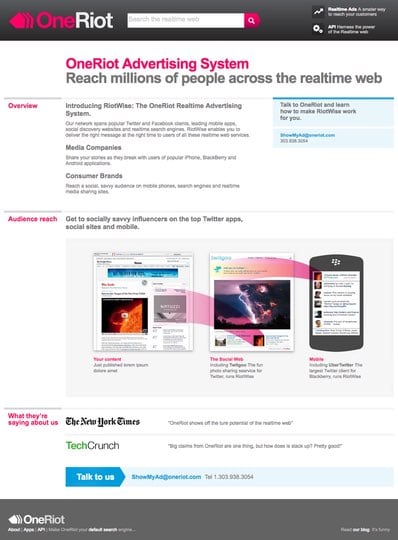 OneRiot
Search the realtime web
Realtime Ads A smarter way
to reach your customers
API Harness the power
of the Realtime web
OneRiot Advertising System
Reach millions of people across the realtime web
Overview
Introducing RiotWise: The OneRiot Realtime Advertising
System.
Our network spans popular Twitter and Facebook clients, leading mobile apps,
social discovery websites and realtime search engines. RiotWise enables you to
deliver the right message at the right time to users of all these realtime web services.
Media Companies
Share your stories as they break with users of popular iPhone, BlackBerry and
Android applications.
Consumer Brands
Reach a social, savvy audience on mobile phones, search engines and realtime
media sharing sites.
Talk to OneRiot and learn
how to make RiotWise work
for you.
ShowMyAd@oneriot.com
303.938.3054
Audience reach
Get to socially savvy influencers on the top Twitter apps,
social sites and mobile.
twitgoo
Your content
Just published lorem ipsum
dolore amet
The Social Web
Including Twitgoo The fun
photo sharing searvice for
Twitter, runs RiotWise
Mobile
Including UberTwitter The
largest Twitter client for
Blackberry, runs RiotWise
What they're
saying about us
The New York Times
"OneRiot shows off the ture potential of the realtime web"
TechCrunch
"Big claims from OneRiot are one thing, but how does is stack up? Pretty good!"
Talk to us
ShowMyAd@oneriot.com Tel 1.303.938.3054
OneRiot
About | Apps | API | Make OneRiot your default search engine...
Read our blog. It's funny